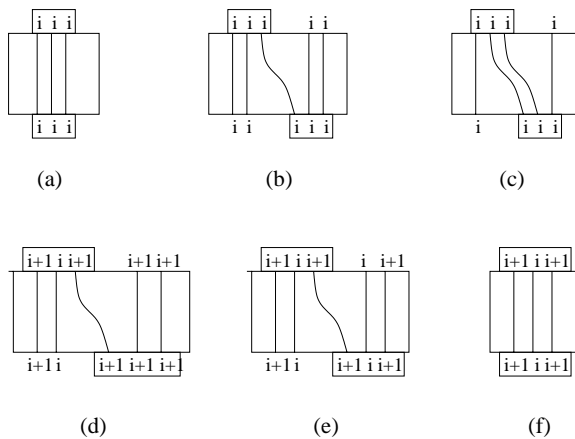 i i i i i i i i i i
i i i i i i i i i i i i
(a) (b) (c)
i+1 i i+1 i+1 i+1 i+1 i i+1 i i+1 i+1 i i+1
i+1 i i+1 i+1 i+1 i+1 i i+1 i i+1 i+1 i i+1
(d) (e) (f)